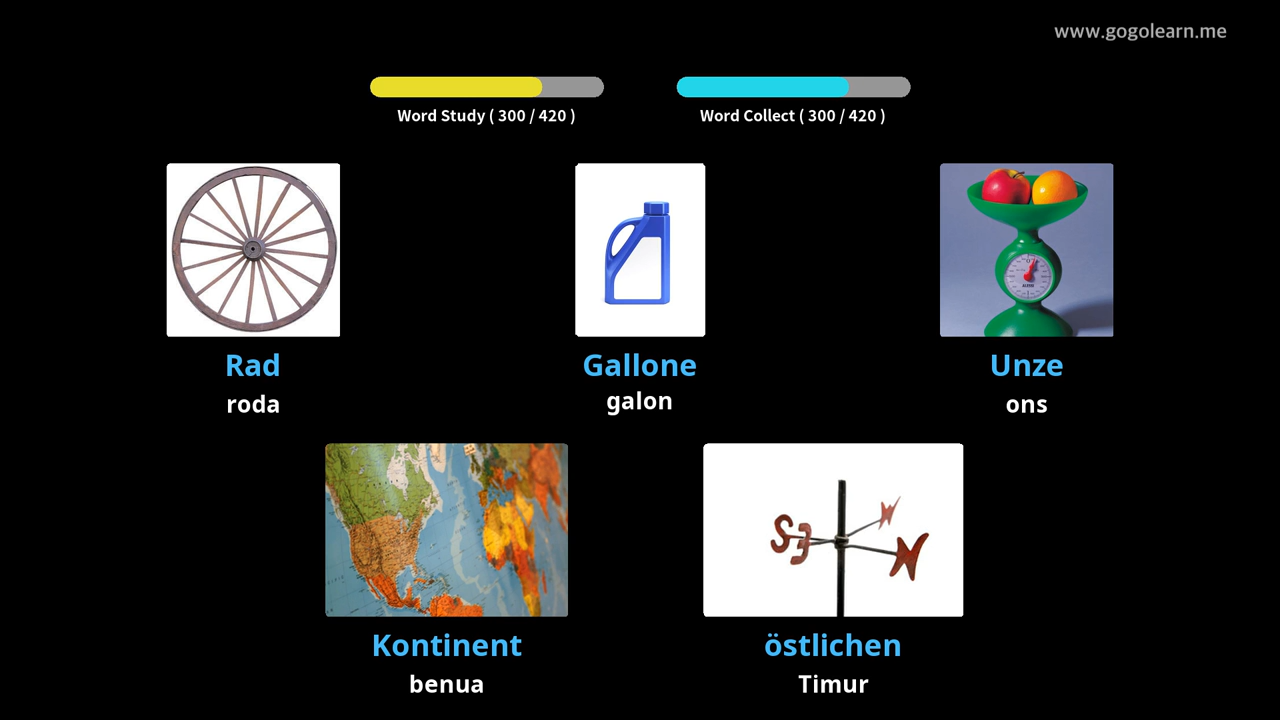 www.gogolearn.me
Word Study ( 300 / 420 )
Word Collect ( 300 / 420 )
Rad
roda
Gallone
galon
Unze
ons
Kontinent
benua
östlichen
Timur